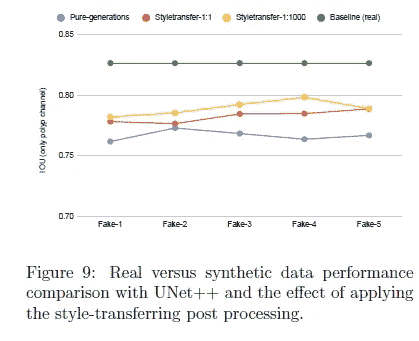 Pure-generations Styletransfer-1:1 Styletransfer-1:1000 Baseline (real)
0.85
0.80
0.75
0.70
IOU (only polyp channel)
Fake-1 Fake-2 Fake-3 Fake-4 Fake-5
Figure 9: Real versus synthetic data performance
comparison with UNet++ and the effect of applying
the style-transferring post processing.